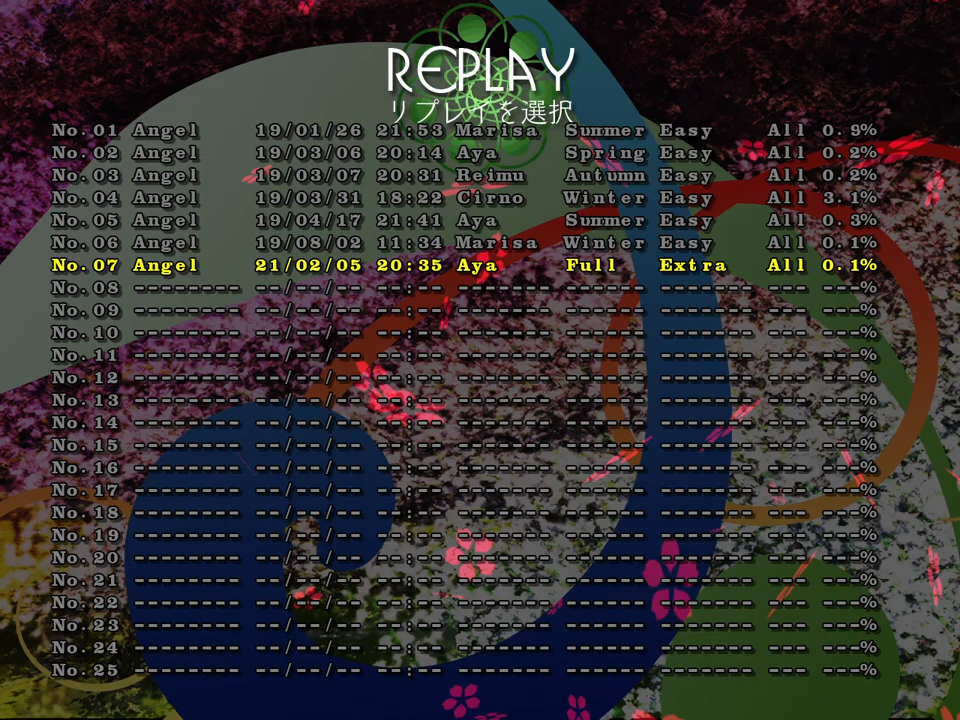 REPLAY
リプレイを選択
No.01 Angel 19/01/26 21:53 Marisa Summer Easy All 0.9%
No.02 Angel 19/03/06 20:14 Aya Spring Easy All 0.2%
No.03 Angel 19/03/07 20:31 Reimu Autumn Easy All 0.2%
No.04 Angel 19/03/31 18:22 Cirno Winter Easy All 3.1%
No.05 Angel 19/04/17 21:41 Aya Summer Easy All 0.3%
No.06 Angel 19/08/02 11:34 Marisa Winter Easy All 0.1%
No.07 Angel 21/02/05 20:35 Aya Full Extra All 0.1%
No.08 -------- --/--/-- --:-- ------- ------ ------- --- ---%
No.09 -------- --/--/-- --:-- ------- ------ ------- --- ---%
No.10 -------- --/--/-- --:-- ------- ------ ------- --- ---%
No.11 -------- --/--/-- --:-- ------- ------ ------- --- ---%
No.12 -------- --/--/-- --:-- ------- ------ ------- --- ---%
No.13 -------- --/--/-- --:-- ------- ------ ------- --- ---%
No.14 -------- --/--/-- --:-- ------- ------ ------- --- ---%
No.15 -------- --/--/-- --:-- ------- ------ ------- --- ---%
No.16 -------- --/--/-- --:-- ------- ------ ------- --- ---%
No.17 -------- --/--/-- --:-- ------- ------ ------- --- ---%
No.18 -------- --/--/-- --:-- ------- ------ ------- --- ---%
No.19 -------- --/--/-- --:-- ------- ------ ------- --- ---%
No.20 -------- --/--/-- --:-- ------- ------ ------- --- ---%
No.21 -------- --/--/-- --:-- ------- ------ ------- --- ---%
No.22 -------- --/--/-- --:-- ------- ------ ------- --- ---%
No.23 -------- --/--/-- --:-- ------- ------ ------- --- ---%
No.24 -------- --/--/-- --:-- ------- ------ ------- --- ---%
No.25 -------- --/--/-- --:-- ------- ------ ------- --- ---%